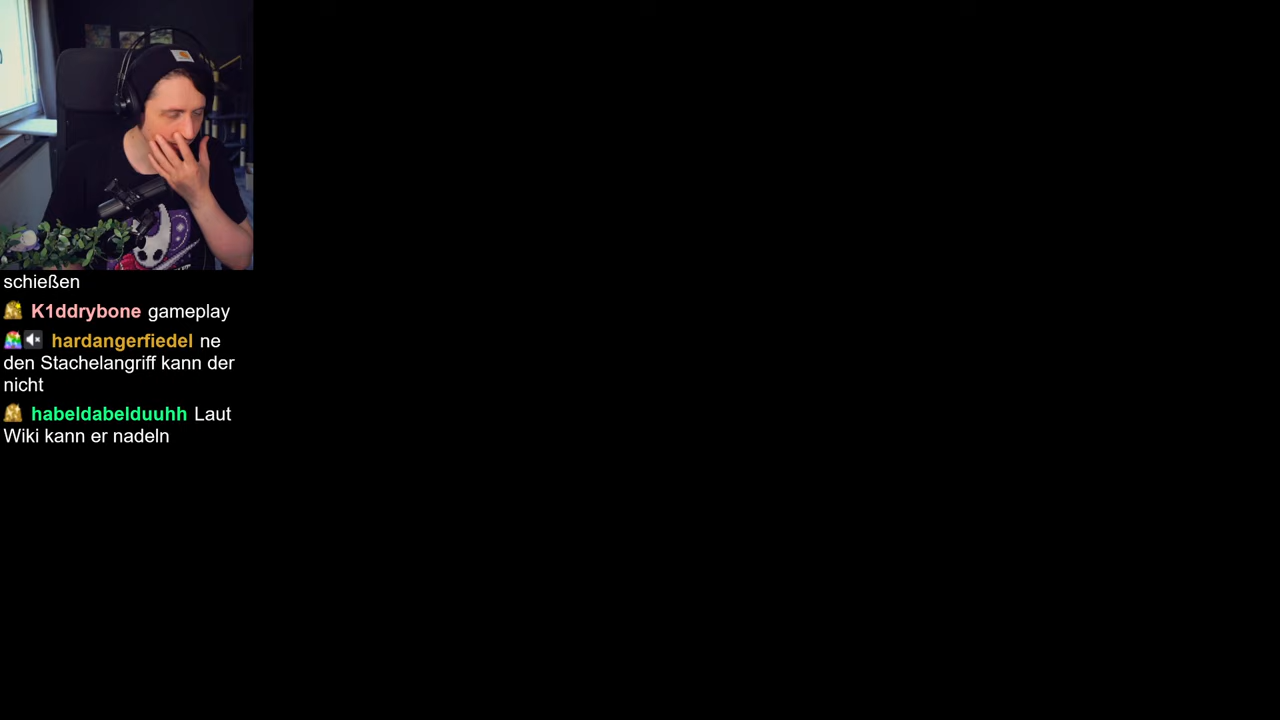 schießen
K1ddrybone gameplay
hardangerfiedel ne
den Stachelangriff kann der
nicht
habeldabelduuhh Laut
Wiki kann er nadeln